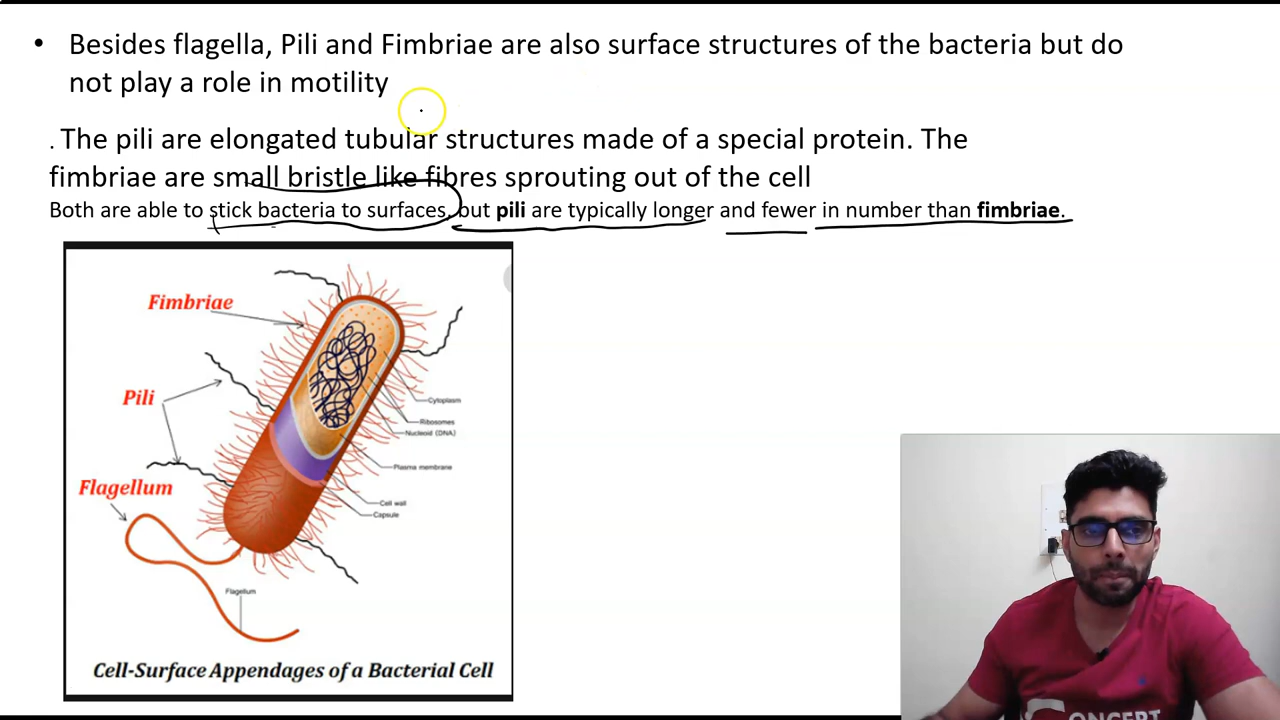 • Besides flagella, Pili and Fimbriae are also surface structures of the bacteria but do
not play a role in motility
. The pili are elongated tubular structures made of a special protein. The
fimbriae are small bristle like fibres sprouting out of the cell
Both are able to stick bacteria to surfaces, but pili are typically longer and fewer in number than fimbriae.
Fimbriae
Pili
Flagellum
Cytoplasm
Ribosomes
Nucleoid (DNA)
Plasma membrane
Cell wall
Capsule
Flagellum
Cell-Surface Appendages of a Bacterial Cell
ONCEPT